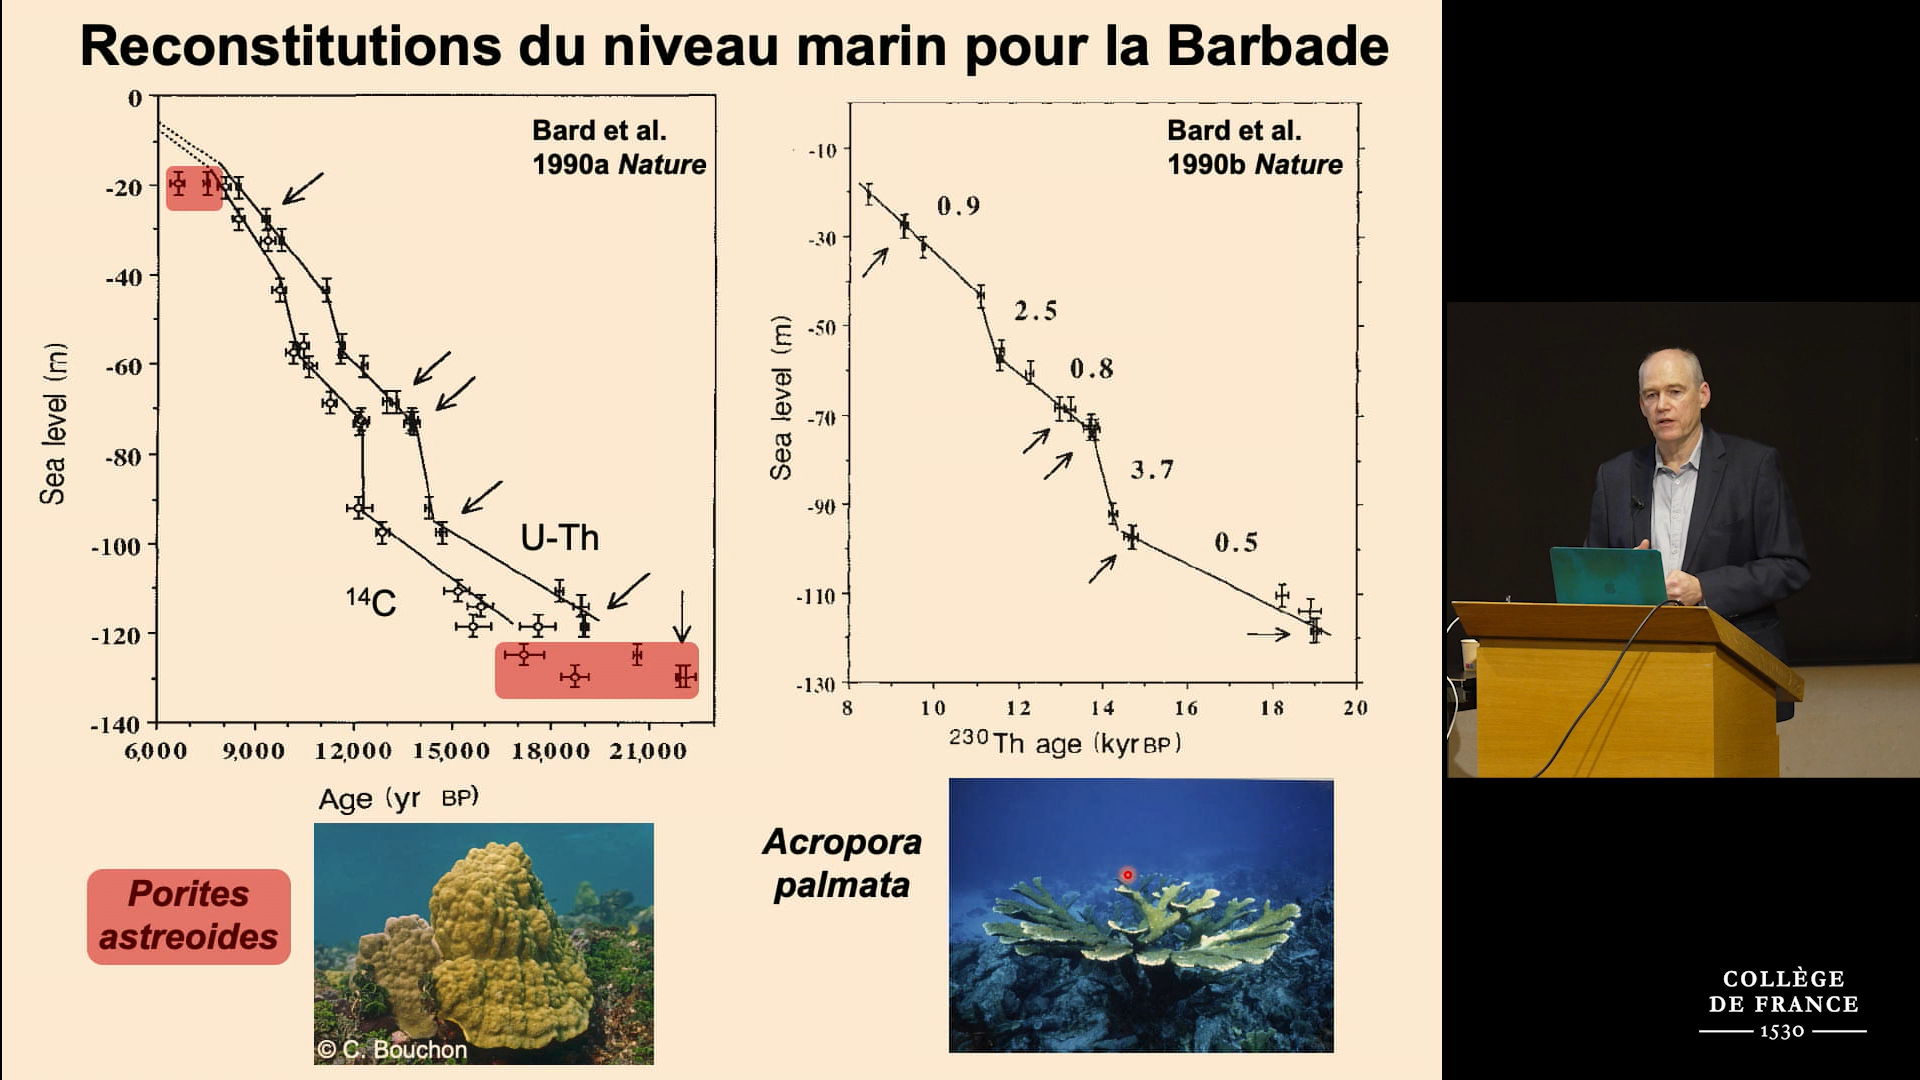 Reconstitutions du niveau marin pour la Barbade
Bard et al.
1990a Nature
0
-20
-40
-60
-80
-100
-120
-140
Sea level (m)
U-Th
14C
6,000 9,000 12,000 15,000 18,000 21,000
Age (yr BP)
Bard et al.
1990b Nature
-10
-30
-50
-70
-90
-110
-130
Sea level (m)
0.9
2.5
0.8
3.7
0.5
8 10 12 14 16 18 20
230Th age (kyr BP)
Porites
astreoides
© C. Bouchon
Acropora
palmata
COLLÈGE
DE FRANCE
1530